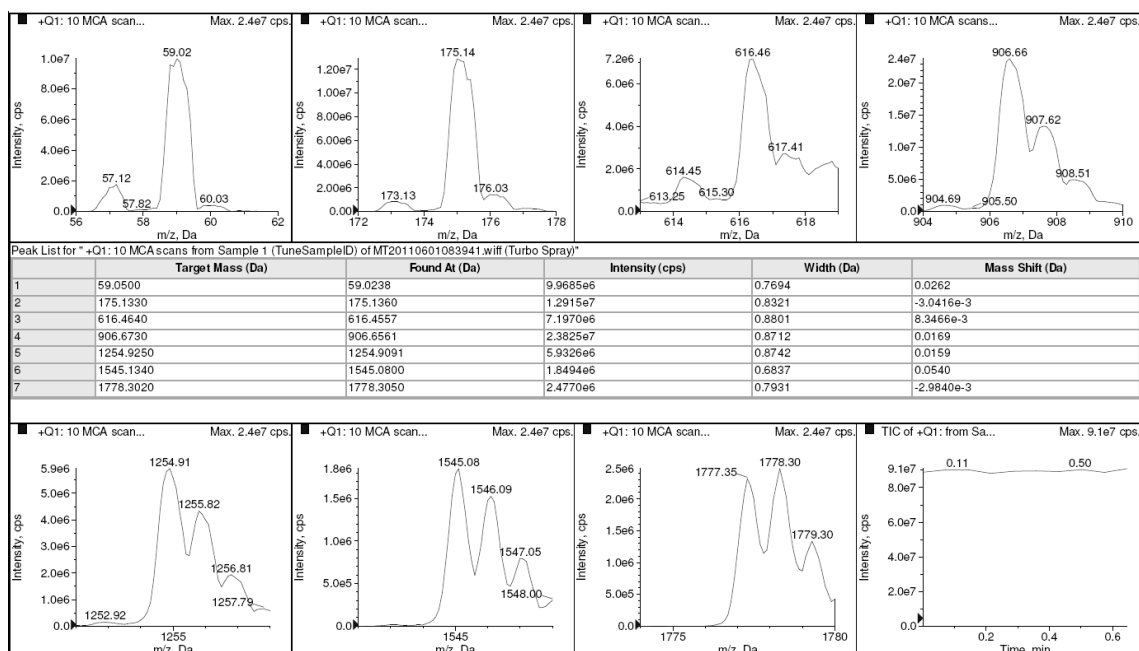 +Q1: 10 MCA scan... Max. 2.4e7 cps.
59.02
1.0e7
8.0e6
6.0e6
4.0e6
2.0e6
0.0
57.12
57.82
60.03
56 58 60 62
m/z, Da
Intensity, cps
+Q1: 10 MCA scan... Max. 2.4e7 cps.
175.14
1.20e7
1.00e7
8.00e6
6.00e6
4.00e6
2.00e6
0.00
173.13
176.03
172 174 176 178
m/z, Da
Intensity, cps
+Q1: 10 MCA scan... Max. 2.4e7 cps.
616.46
7.2e6
6.0e6
4.0e6
2.0e6
0.0
613.25
614.45
615.30
617.41
614 616 618
m/z, Da
Intensity, cps
+Q1: 10 MCA scans... Max. 2.4e7 cps.
906.66
2.4e7
2.0e7
1.5e7
1.0e7
5.0e6
0.0
904.69
905.50
907.62
908.51
904 906 908 910
m/z, Da
Intensity, cps
Peak List for " +Q1: 10 MCA scans from Sample 1 (TuneSampleID) of MT20110601083941.wiff (Turbo Spray)"
Target Mass (Da) Found At (Da) Intensity (cps) Width (Da) Mass Shift (Da)
1 59.0500 59.0238 9.9685e6 0.7694 0.0262
2 175.1330 175.1360 1.2915e7 0.8321 -3.0416e-3
3 616.4640 616.4557 7.1970e6 0.8801 8.3466e-3
4 906.6730 906.6561 2.3825e7 0.8712 0.0169
5 1254.9250 1254.9091 5.9326e6 0.8742 0.0159
6 1545.1340 1545.0800 1.8494e6 0.6837 0.0540
7 1778.3020 1778.3050 2.4770e6 0.7931 -2.9840e-3
+Q1: 10 MCA scan... Max. 2.4e7 cps.
1254.91
5.9e6
5.0e6
4.0e6
3.0e6
2.0e6
1.0e6
0.0
1252.92
1255.82
1256.81
1257.79
1255
m/z, Da
Intensity, cps
+Q1: 10 MCA scan... Max. 2.4e7 cps.
1545.08
1.8e6
1.5e6
1.0e6
5.0e5
0.0
1546.09
1547.05
1548.00
1545
m/z, Da
Intensity, cps
+Q1: 10 MCA scan... Max. 2.4e7 cps.
1777.35
1778.30
1779.30
2.5e6
2.0e6
1.5e6
1.0e6
5.0e5
0.0
1775 1780
m/z, Da
Intensity, cps
TIC of +Q1: from Sa... Max. 9.1e7 cps.
0.11 0.50
9.1e7
8.0e7
7.0e7
6.0e7
5.0e7
4.0e7
3.0e7
2.0e7
1.0e7
0.0
0.2 0.4 0.6
Time, min
Intensity, cps